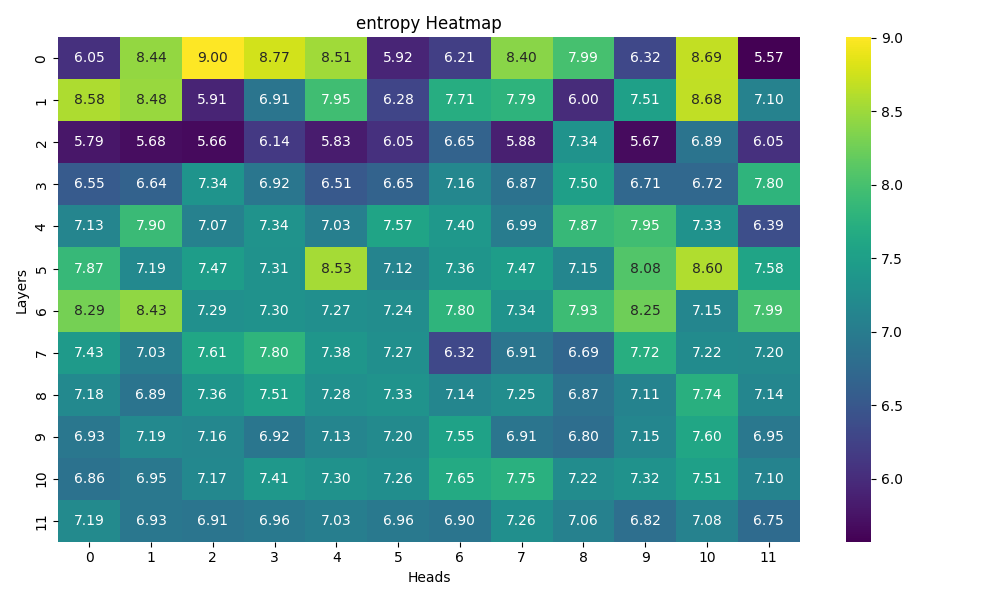 entropy Heatmap
0 6.05 8.44 9.00 8.77 8.51 5.92 6.21 8.40 7.99 6.32 8.69 5.57
1 8.58 8.48 5.91 6.91 7.95 6.28 7.71 7.79 6.00 7.51 8.68 7.10
2 5.79 5.68 5.66 6.14 5.83 6.05 6.65 5.88 7.34 5.67 6.89 6.05
3 6.55 6.64 7.34 6.92 6.51 6.65 7.16 6.87 7.50 6.71 6.72 7.80
4 7.13 7.90 7.07 7.34 7.03 7.57 7.40 6.99 7.87 7.95 7.33 6.39
5 7.87 7.19 7.47 7.31 8.53 7.12 7.36 7.47 7.15 8.08 8.60 7.58
6 8.29 8.43 7.29 7.30 7.27 7.24 7.80 7.34 7.93 8.25 7.15 7.99
7 7.43 7.03 7.61 7.80 7.38 7.27 6.32 6.91 6.69 7.72 7.22 7.20
8 7.18 6.89 7.36 7.51 7.28 7.33 7.14 7.25 6.87 7.11 7.74 7.14
9 6.93 7.19 7.16 6.92 7.13 7.20 7.55 6.91 6.80 7.15 7.60 6.95
10 6.86 6.95 7.17 7.41 7.30 7.26 7.65 7.75 7.22 7.32 7.51 7.10
11 7.19 6.93 6.91 6.96 7.03 6.96 6.90 7.26 7.06 6.82 7.08 6.75
0 1 2 3 4 5 6 7 8 9 10 11
Heads
Layers
9.0
8.5
8.0
7.5
7.0
6.5
6.0